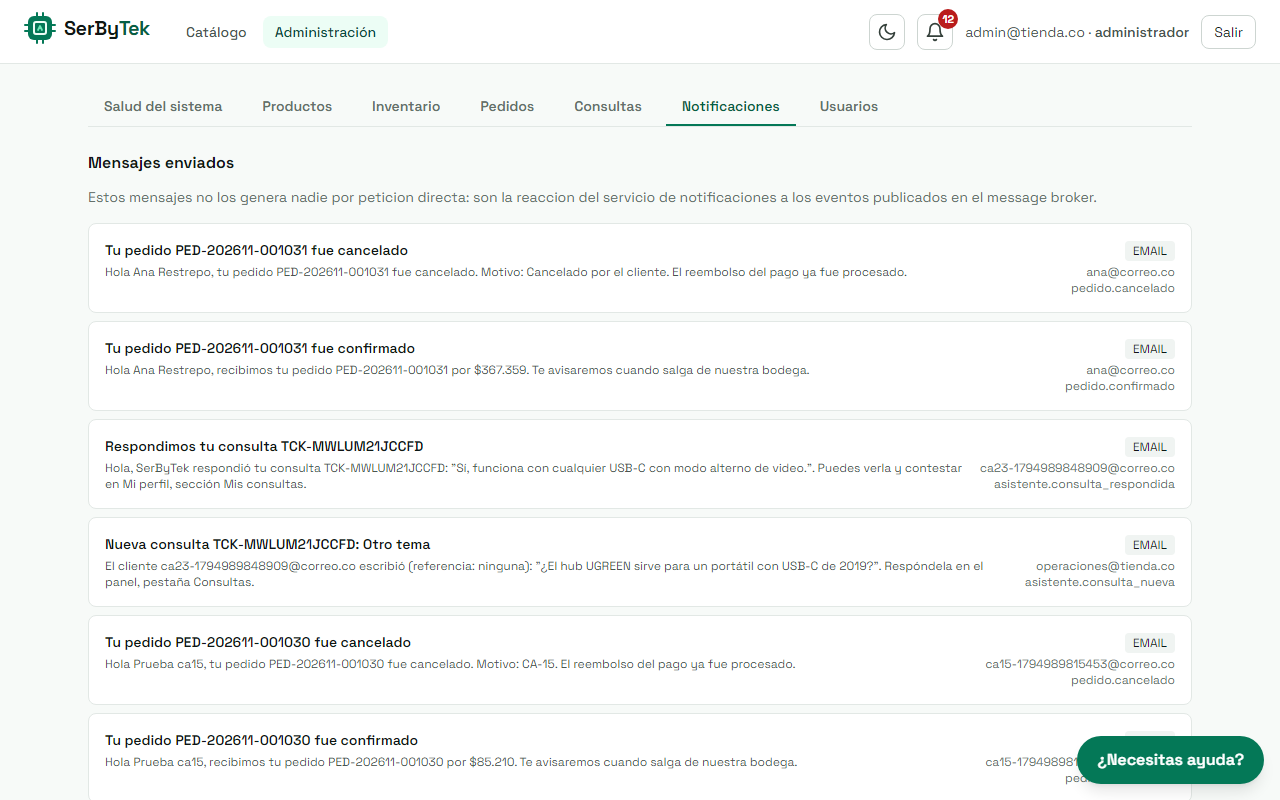 SerByTek
Catálogo
Administración
12
admin@tienda.co · administrador
Salir
Salud del sistema
Productos
Inventario
Pedidos
Consultas
Notificaciones
Usuarios
Mensajes enviados
Estos mensajes no los genera nadie por peticion directa: son la reaccion del servicio de notificaciones a los eventos publicados en el message broker.
Tu pedido PED-202611-001031 fue cancelado
EMAIL
Hola Ana Restrepo, tu pedido PED-202611-001031 fue cancelado. Motivo: Cancelado por el cliente. El reembolso del pago ya fue procesado.
ana@correo.co
pedido.cancelado
Tu pedido PED-202611-001031 fue confirmado
EMAIL
Hola Ana Restrepo, recibimos tu pedido PED-202611-001031 por $367.359. Te avisaremos cuando salga de nuestra bodega.
ana@correo.co
pedido.confirmado
Respondimos tu consulta TCK-MWLUM21JCCFD
EMAIL
Hola, SerByTek respondió tu consulta TCK-MWLUM21JCCFD: "Sí, funciona con cualquier USB-C con modo alterno de video.". Puedes verla y contestar
en Mi perfil, sección Mis consultas.
ca23-1794989848909@correo.co
asistente.consulta_respondida
Nueva consulta TCK-MWLUM21JCCFD: Otro tema
EMAIL
El cliente ca23-1794989848909@correo.co escribió (referencia: ninguna): "¿El hub UGREEN sirve para un portátil con USB-C de 2019?". Respóndela en el
panel, pestaña Consultas.
operaciones@tienda.co
asistente.consulta_nueva
Tu pedido PED-202611-001030 fue cancelado
EMAIL
Hola Prueba ca15, tu pedido PED-202611-001030 fue cancelado. Motivo: CA-15. El reembolso del pago ya fue procesado.
ca15-1794989815453@correo.co
pedido.cancelado
Tu pedido PED-202611-001030 fue confirmado
Hola Prueba ca15, recibimos tu pedido PED-202611-001030 por $85.210. Te avisaremos cuando salga de nuestra bodega.
¿Necesitas ayuda?